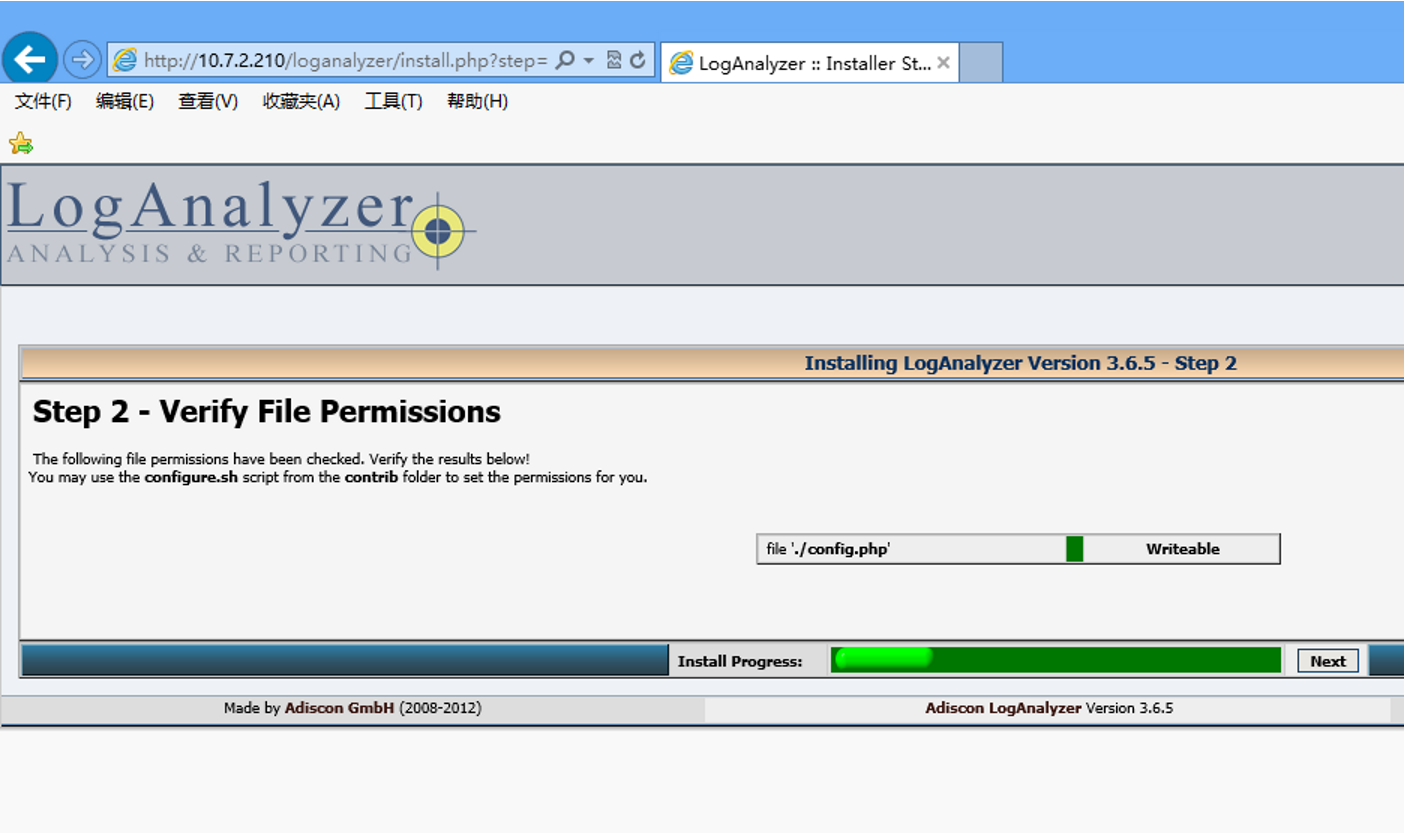 http://10.7.2.210/loganalyzer/install.php?step=
LogAnalyzer :: Installer St...
文件(F) 编辑(E) 查看(V) 收藏夹(A) 工具(T) 帮助(H)
LogAnalyzer
ANALYSIS & REPORTING
Installing LogAnalyzer Version 3.6.5 - Step 2
Step 2 - Verify File Permissions
The following file permissions have been checked. Verify the results below!
You may use the configure.sh script from the contrib folder to set the permissions for you.
file './config.php' Writeable
Install Progress: Next
Made by Adiscon GmbH (2008-2012) Adiscon LogAnalyzer Version 3.6.5